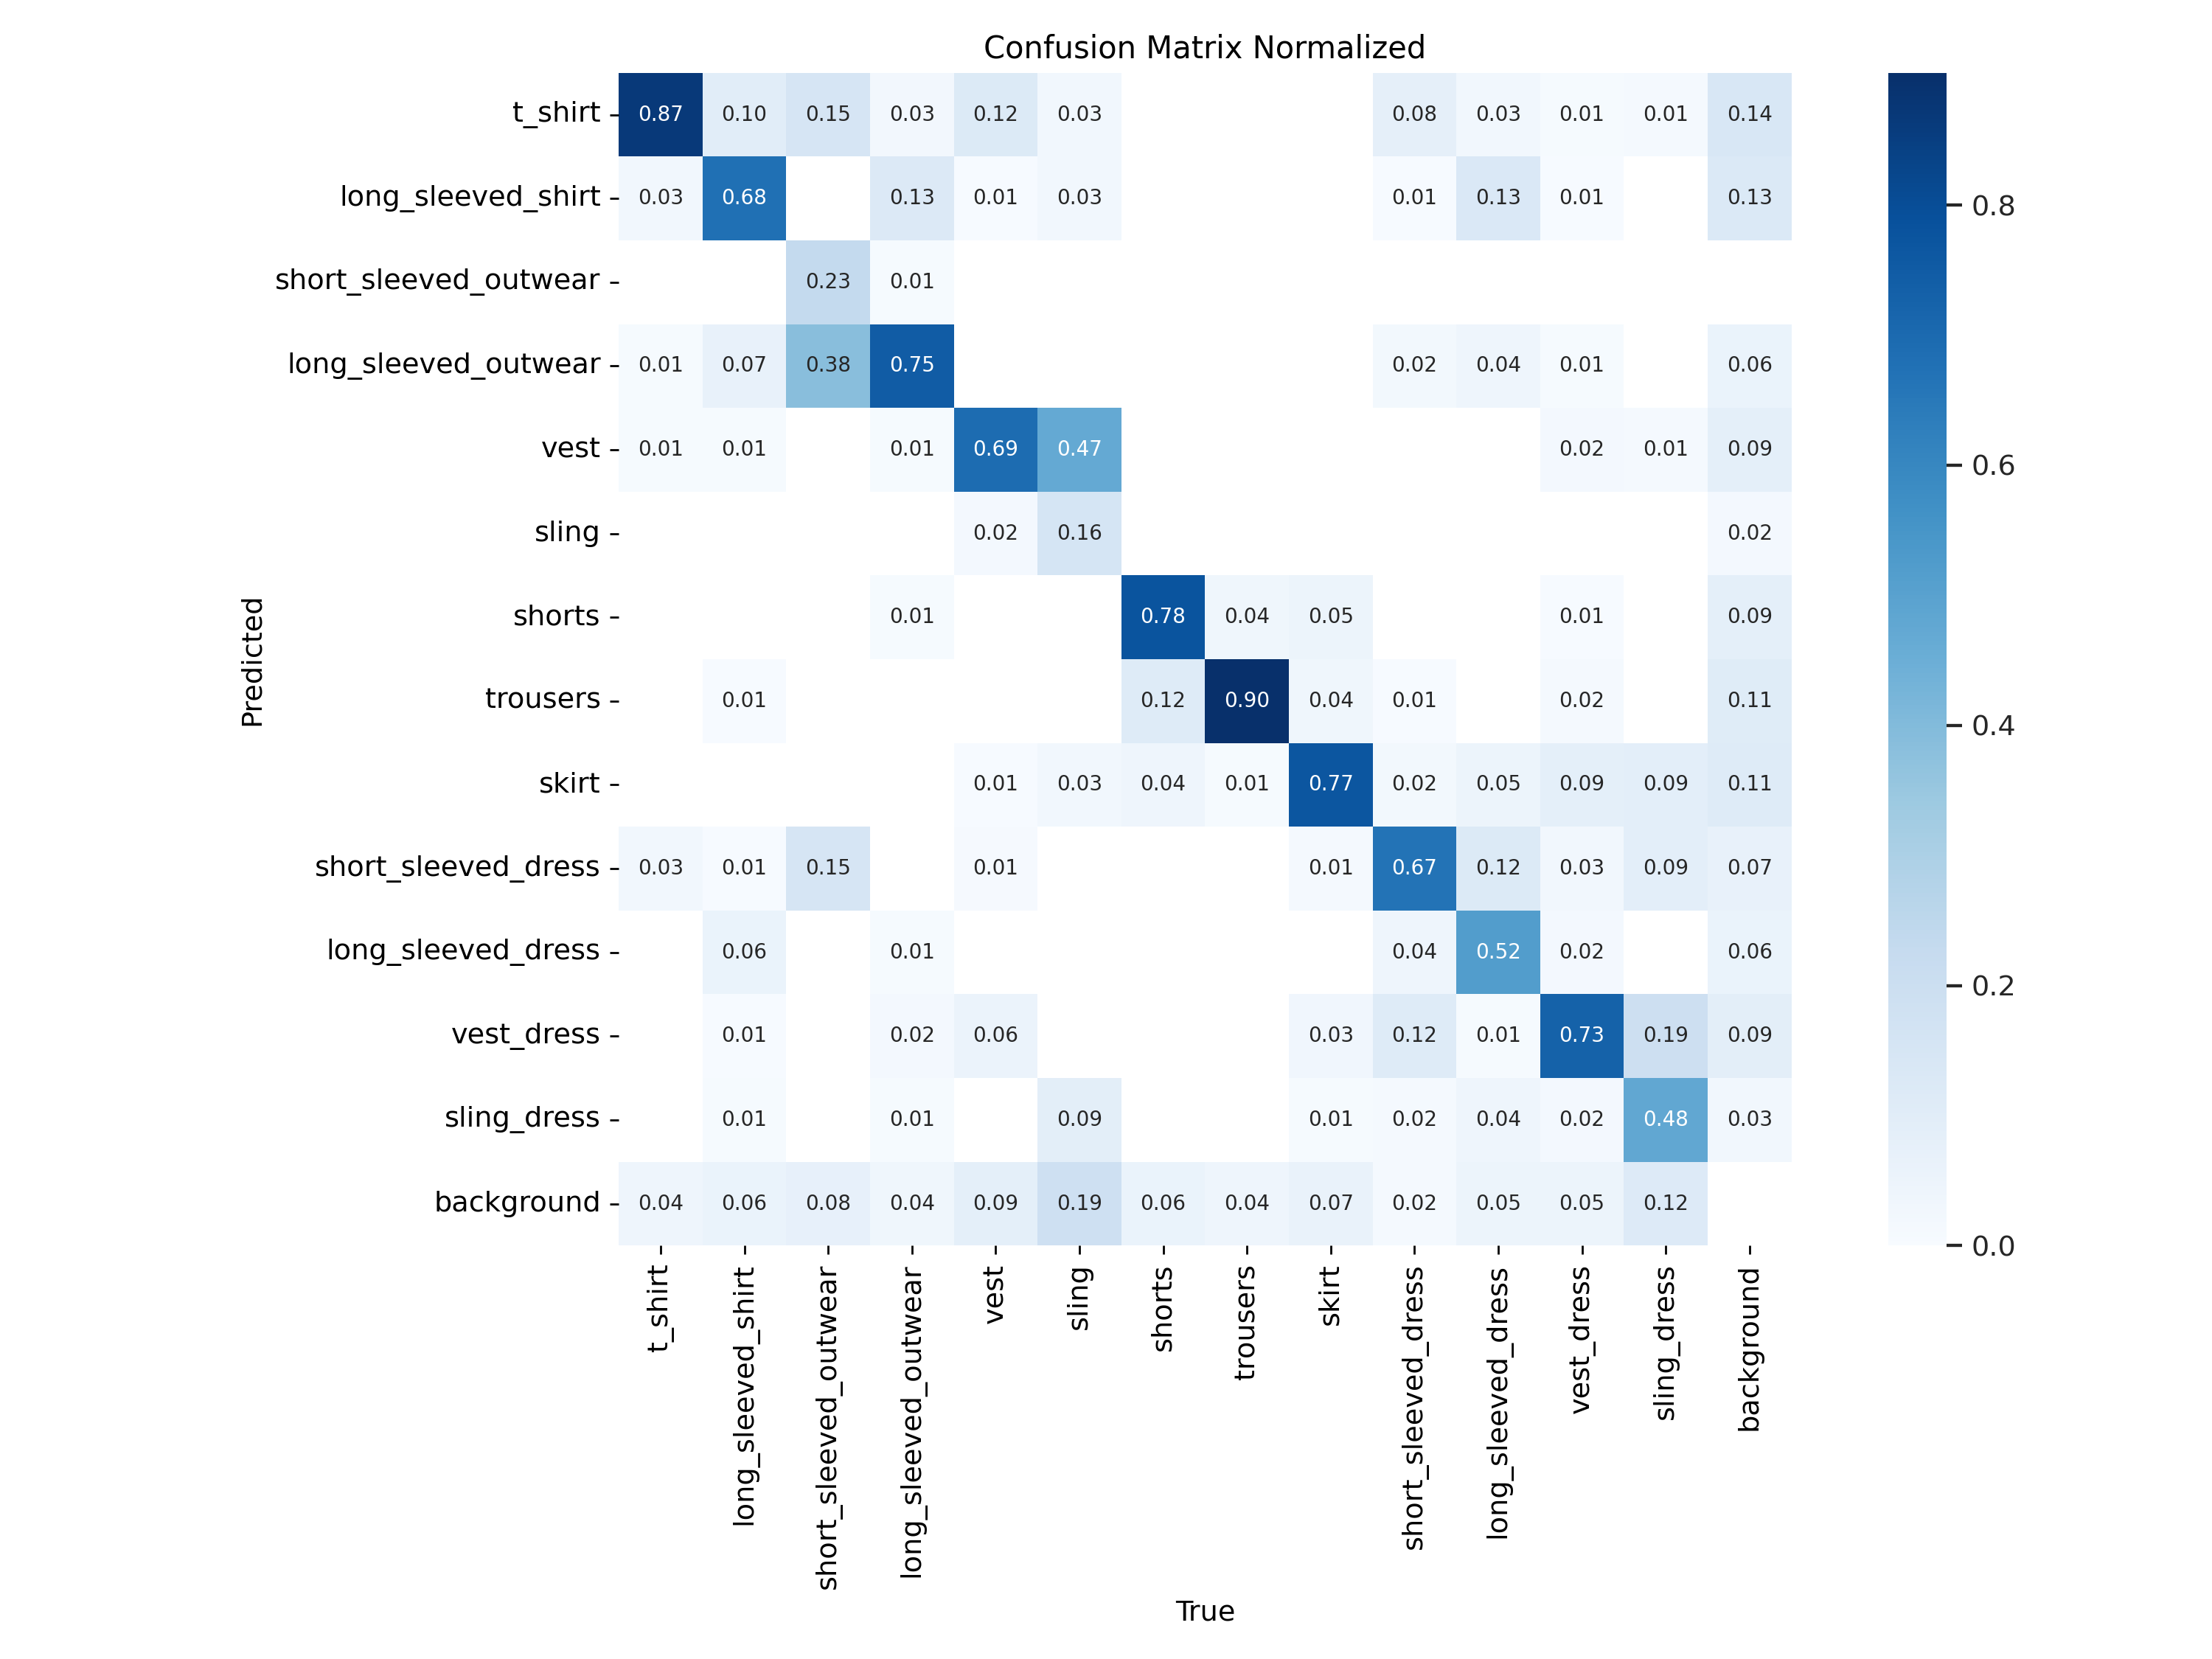 Confusion Matrix Normalized
t_shirt 0.87 0.10 0.15 0.03 0.12 0.03 0.08 0.03 0.01 0.01 0.14
long_sleeved_shirt 0.03 0.68 0.13 0.01 0.03 0.01 0.13 0.01 0.13
short_sleeved_outwear 0.23 0.01
long_sleeved_outwear 0.01 0.07 0.38 0.75 0.02 0.04 0.01 0.06
vest 0.01 0.01 0.01 0.69 0.47 0.02 0.01 0.09
sling 0.02 0.16 0.02
shorts 0.01 0.78 0.04 0.05 0.01 0.09
trousers 0.01 0.12 0.90 0.04 0.01 0.02 0.11
skirt 0.01 0.03 0.04 0.01 0.77 0.02 0.05 0.09 0.09 0.11
short_sleeved_dress 0.03 0.01 0.15 0.01 0.01 0.67 0.12 0.03 0.09 0.07
long_sleeved_dress 0.06 0.01 0.04 0.52 0.02 0.06
vest_dress 0.01 0.02 0.06 0.03 0.12 0.01 0.73 0.19 0.09
sling_dress 0.01 0.01 0.09 0.01 0.02 0.04 0.02 0.48 0.03
background 0.04 0.06 0.08 0.04 0.09 0.19 0.06 0.04 0.07 0.02 0.05 0.05 0.12
Predicted
t_shirt
long_sleeved_shirt
short_sleeved_outwear
long_sleeved_outwear
vest
sling
shorts
trousers
skirt
short_sleeved_dress
long_sleeved_dress
vest_dress
sling_dress
background
True
0.8
0.6
0.4
0.2
0.0